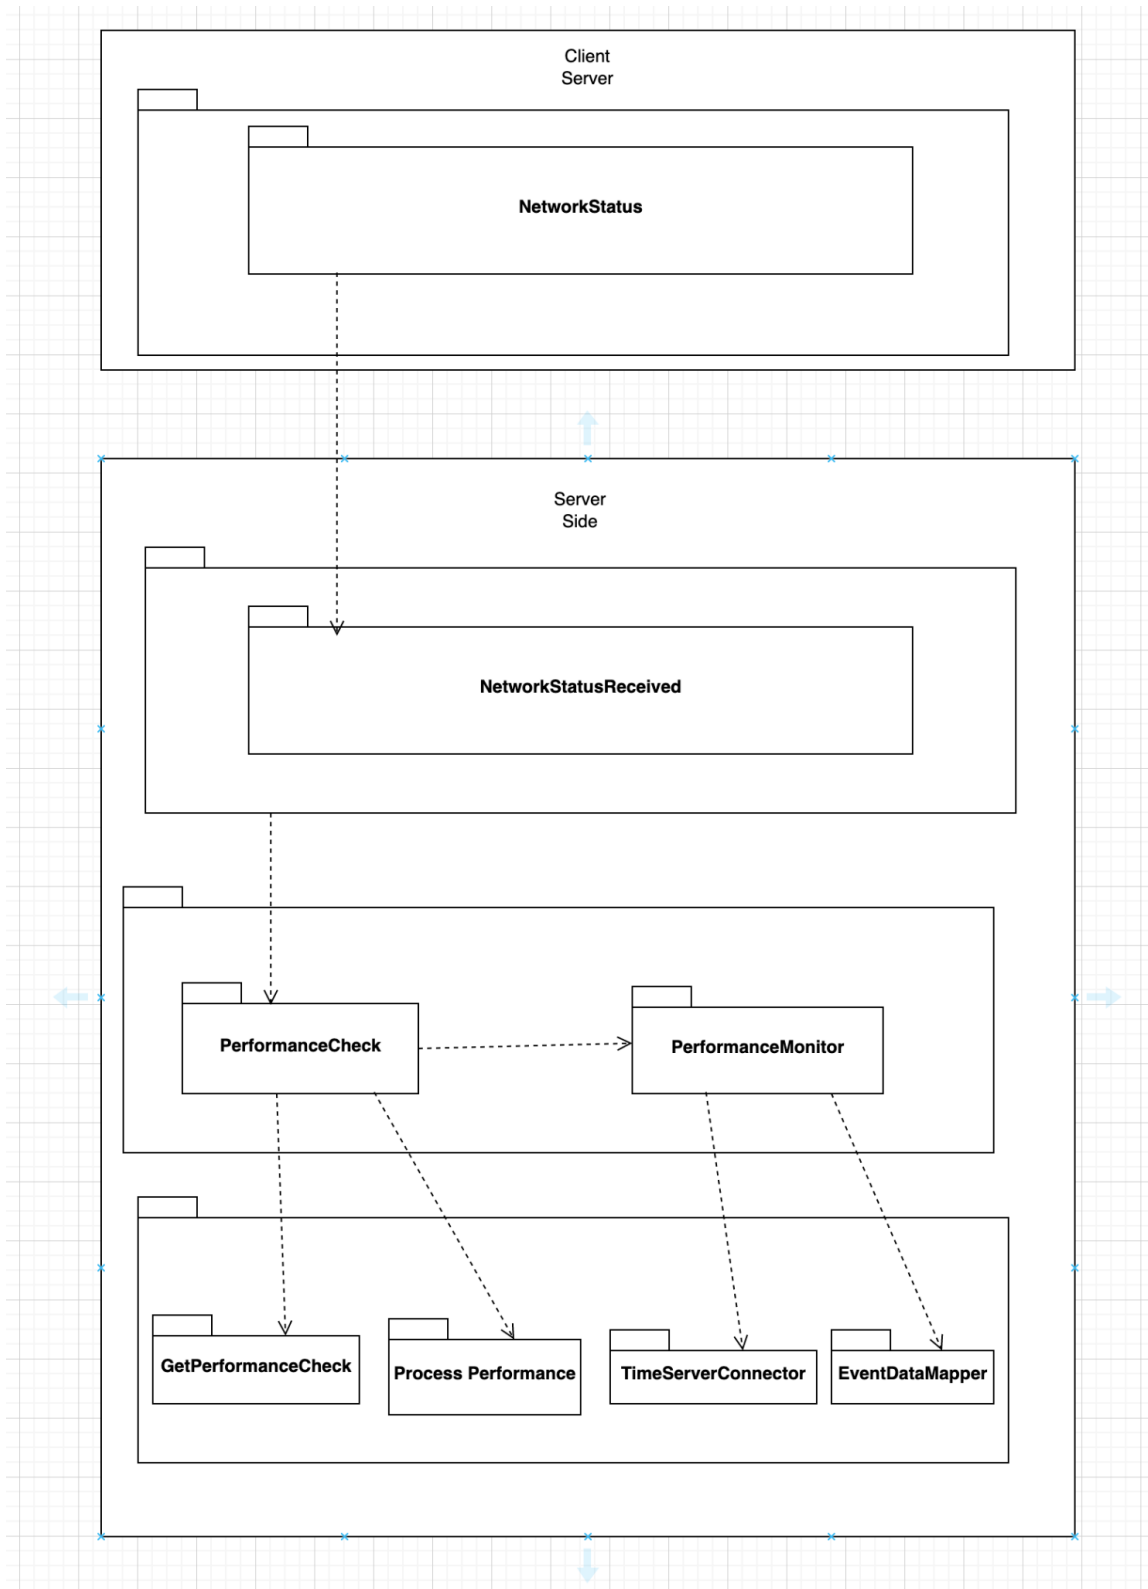 Client
Server
NetworkStatus
Server
Side
NetworkStatusReceived
PerformanceCheck
PerformanceMonitor
GetPerformanceCheck
Process Performance
TimeServerConnector
EventDataMapper